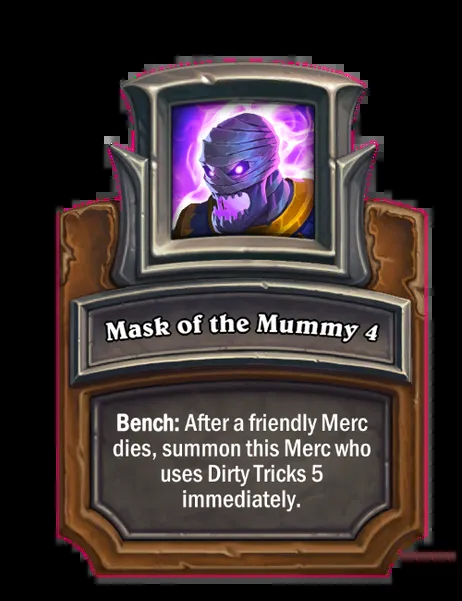 Mask of the Mummy 4
Bench: After a friendly Merc
dies, summon this Merc who
uses Dirty Tricks 5
immediately.